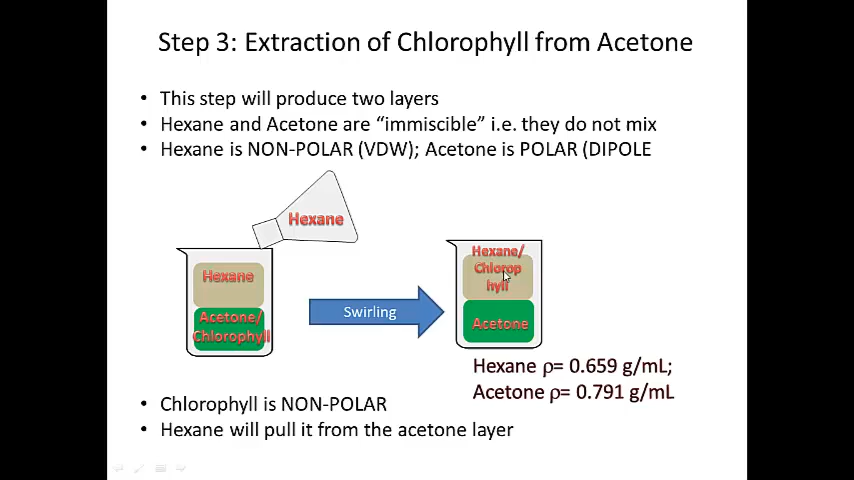 Step 3: Extraction of Chlorophyll from Acetone
• This step will produce two layers
• Hexane and Acetone are “immiscible” i.e. they do not mix
• Hexane is NON-POLAR (VDW); Acetone is POLAR (DIPOLE
Hexane
Hexane
Acetone/
Chlorophyll
Swirling
Hexane/
Chlorop
hyll
Acetone
Hexane ρ= 0.659 g/mL;
Acetone ρ= 0.791 g/mL
• Chlorophyll is NON-POLAR
• Hexane will pull it from the acetone layer